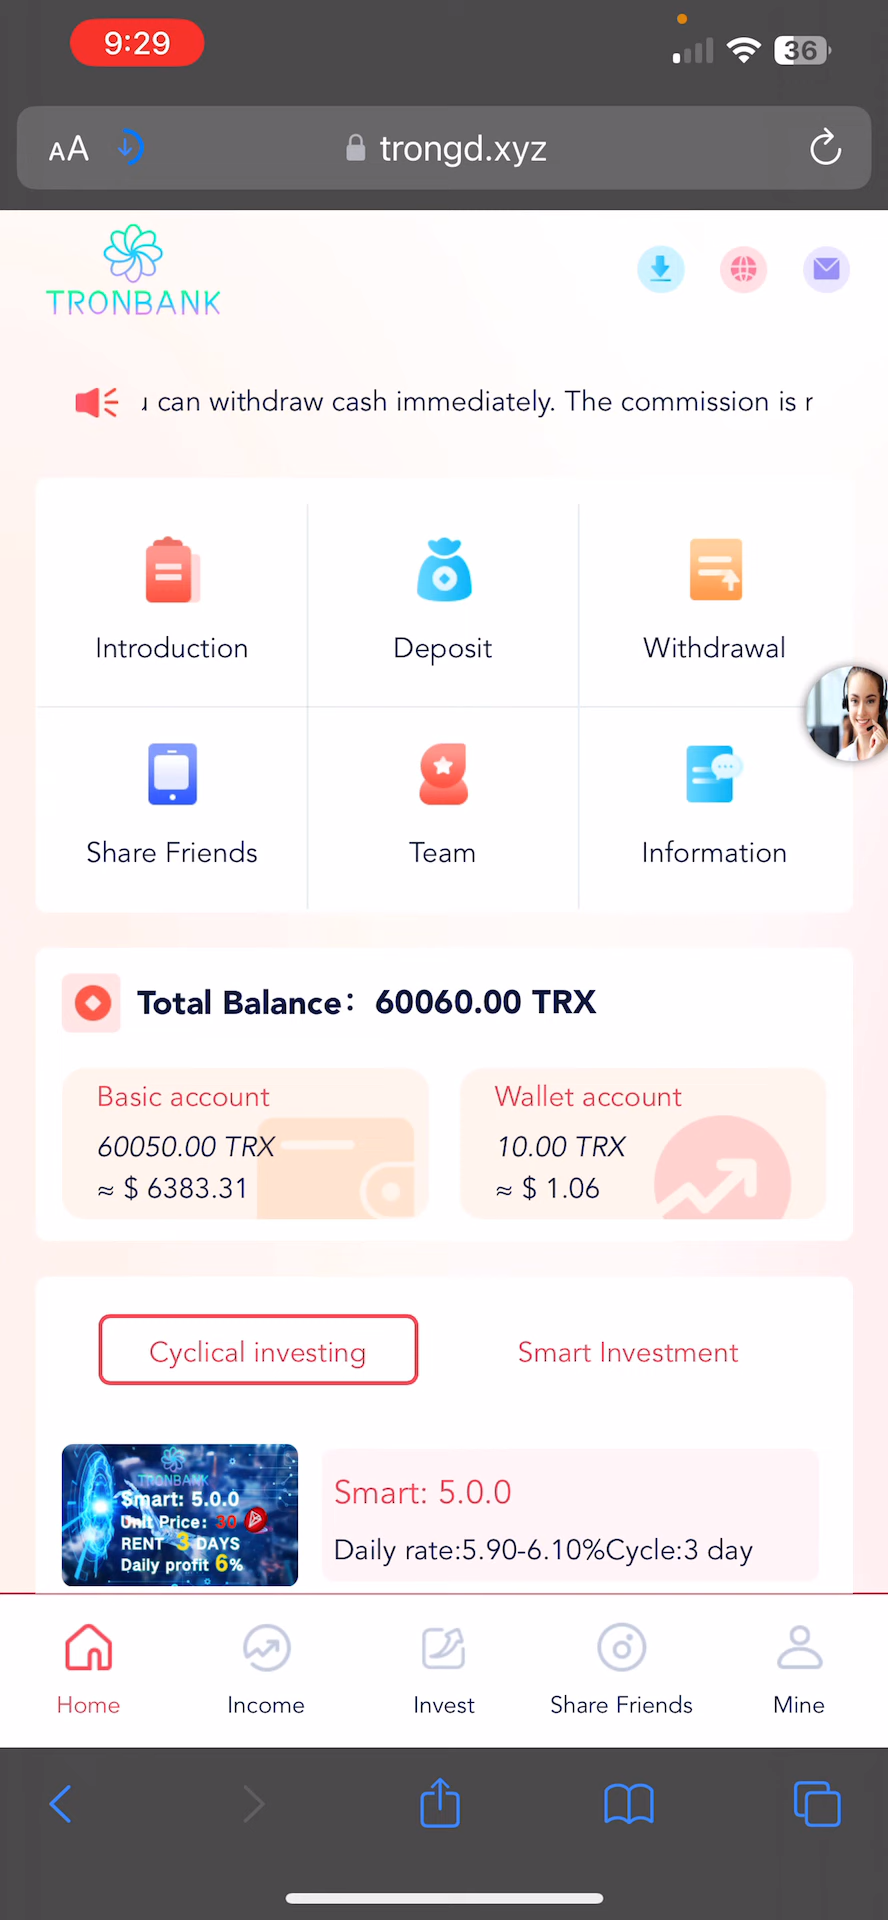 9:29
36
AA
trongd.xyz
TRONBANK
can withdraw cash immediately. The commission is
Introduction
Deposit
Withdrawal
Share Friends
Team
Information
Total Balance: 60060.00 TRX
Basic account
60050.00 TRX
≈ $ 6383.31
Wallet account
10.00 TRX
≈ $ 1.06
Cyclical investing
Smart Investment
TRONBANK
Smart: 5.0.0
Unit Price: 30
RENT 3 DAYS
Daily profit 6%
Smart: 5.0.0
Daily rate:5.90-6.10%Cycle:3 day
Home
Income
Invest
Share Friends
Mine